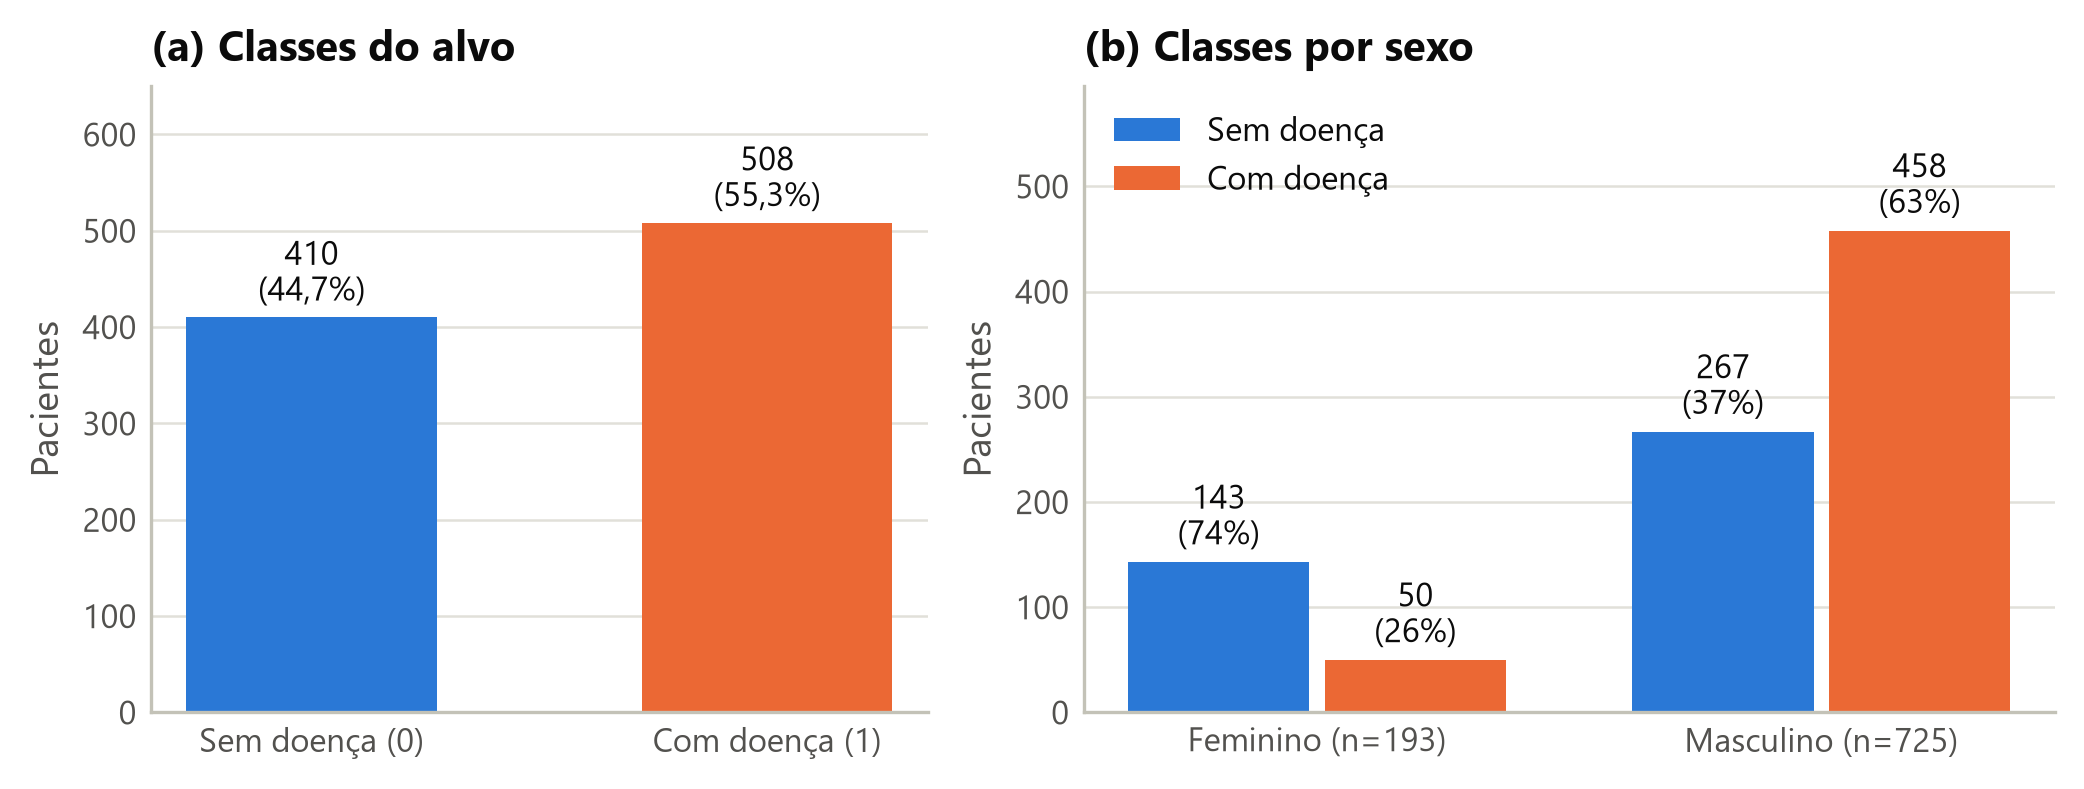 (a) Classes do alvo
Pacientes
600
500
400
300
200
100
0
410
(44,7%)
508
(55,3%)
Sem doença (0)
Com doença (1)
(b) Classes por sexo
Sem doença
Com doença
Pacientes
500
400
300
200
100
0
143
(74%)
50
(26%)
267
(37%)
458
(63%)
Feminino (n=193)
Masculino (n=725)